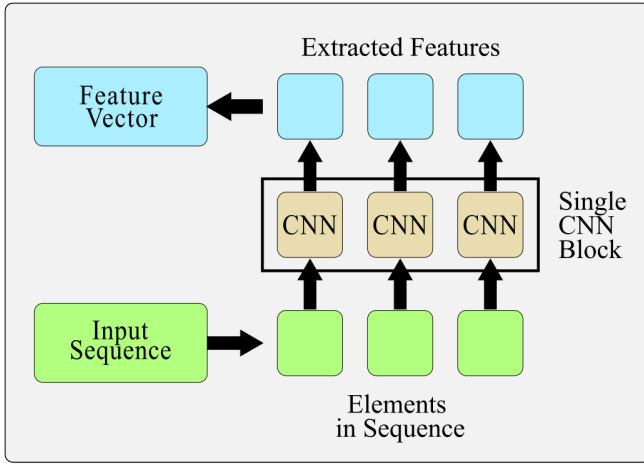 Extracted Features
Feature
Vector
CNN CNN CNN
Single
CNN
Block
Input
Sequence
Elements
in Sequence